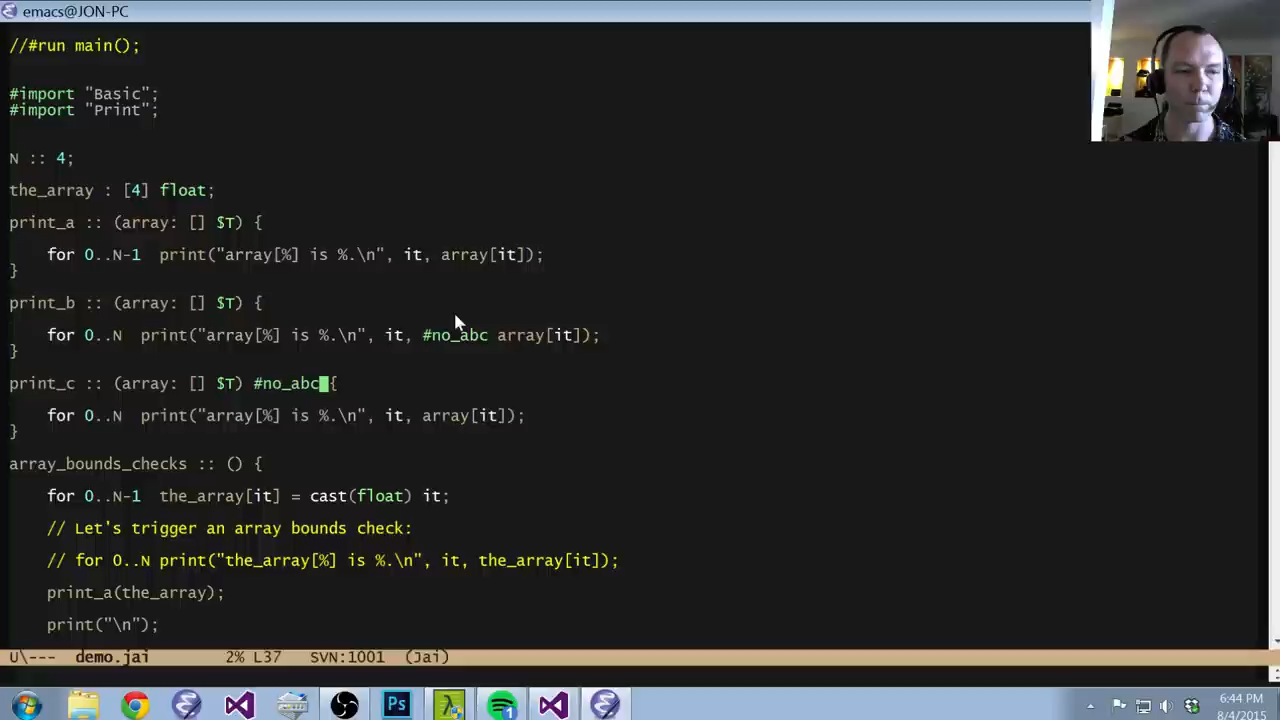 emacs@JON-PC
//#run main();
#import "Basic";
#import "Print";
N :: 4;
the_array : [4] float;
print_a :: (array: [] $T) {
for 0..N-1  print("array[%] is %.\n", it, array[it]);
}
print_b :: (array: [] $T) {
for 0..N  print("array[%] is %.\n", it, #no_abc array[it]);
}
print_c :: (array: [] $T) #no_abc {
for 0..N  print("array[%] is %.\n", it, array[it]);
}
array_bounds_checks :: () {
for 0..N-1  the_array[it] = cast(float) it;
// Let's trigger an array bounds check:
// for 0..N print("the_array[%] is %.\n", it, the_array[it]);
print_a(the_array);
print("\n");
U\--- demo.jai 2% L37 SVN:1001 (Jai)
Ps
1
6:44 PM
8/4/2015